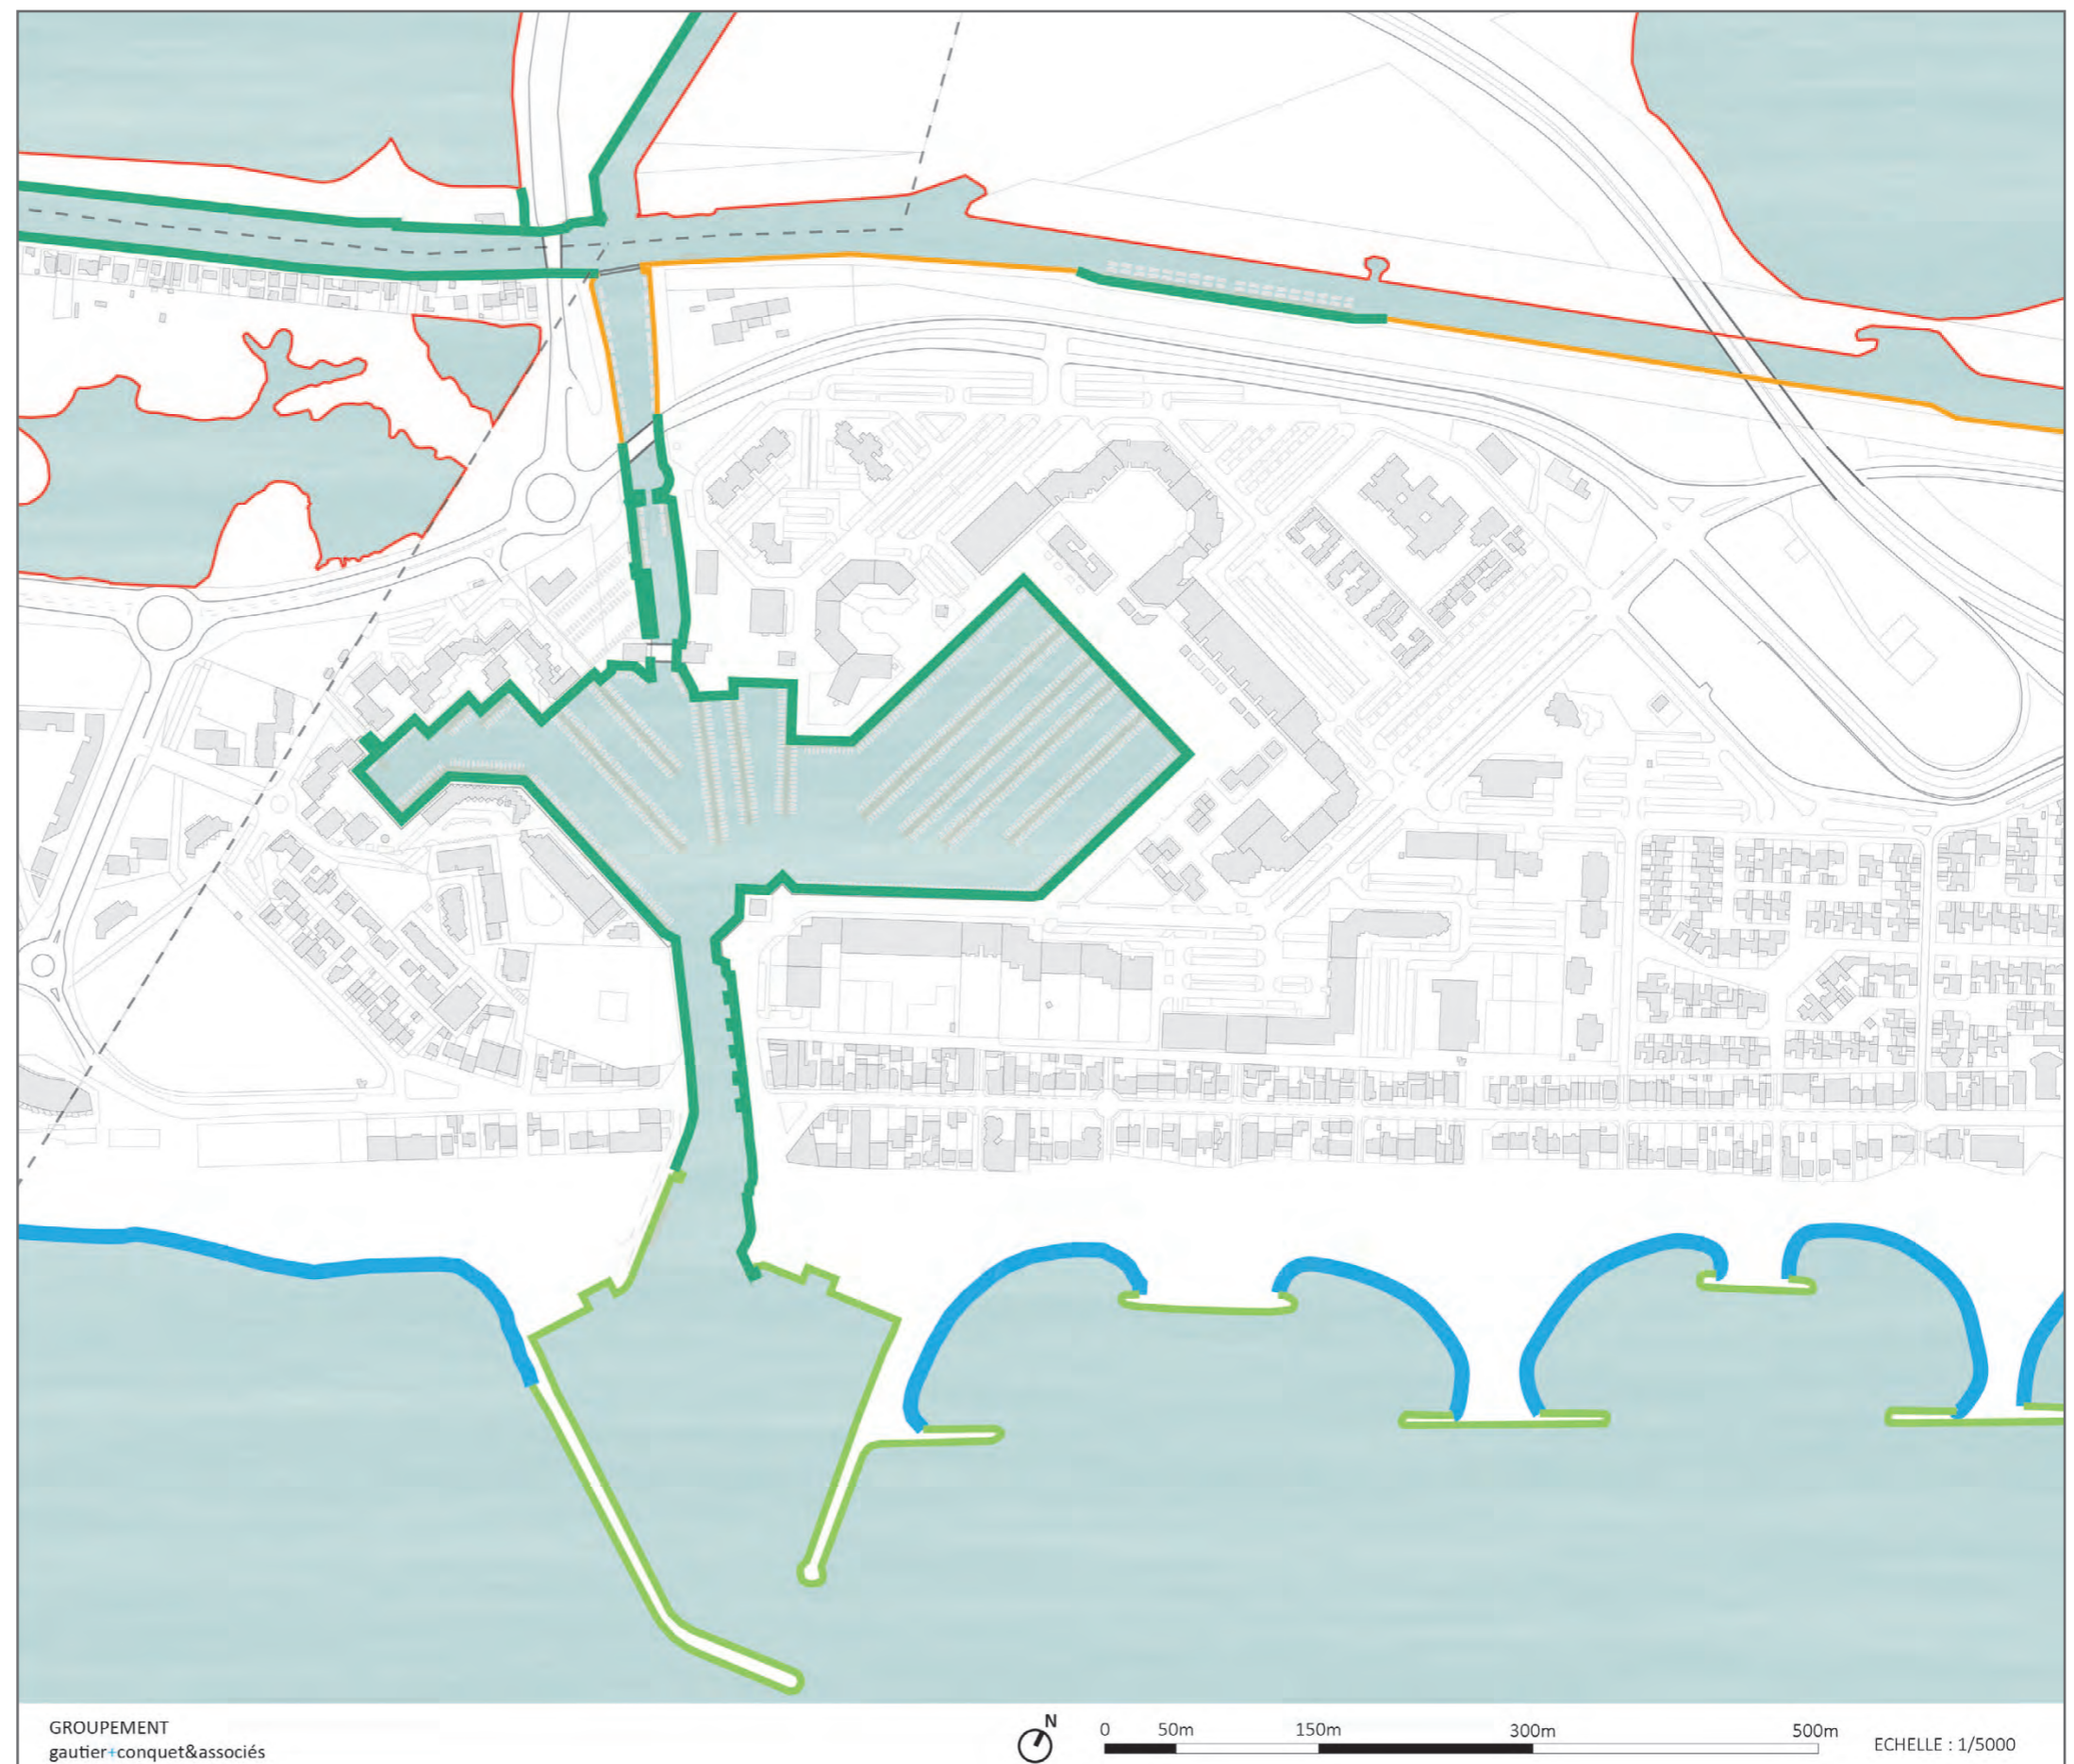 GROUPEMENT
gautier+conquet&associés
N
0 50m 150m 300m 500m
ECHELLE : 1/5000